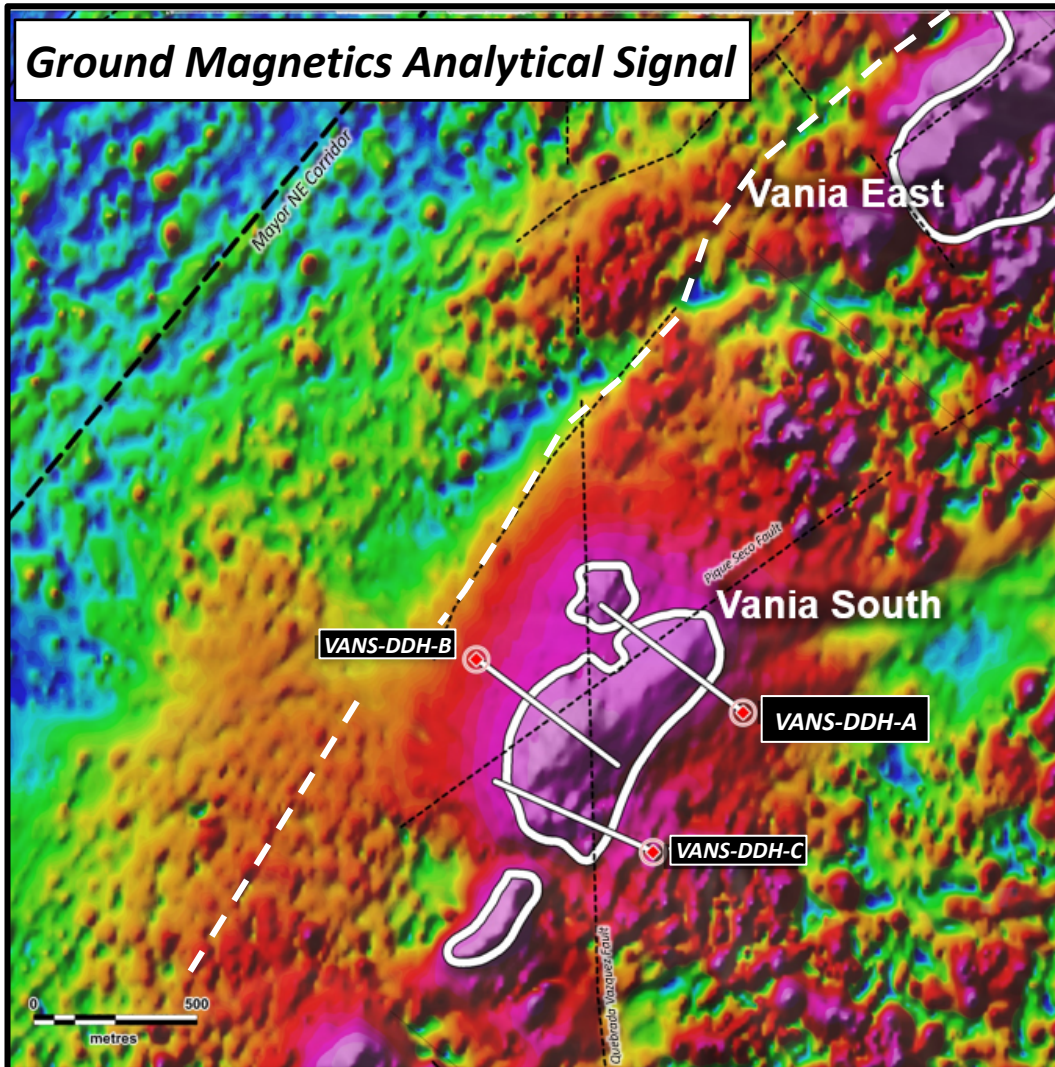 Ground Magnetics Analytical Signal
Mayor NE Corridor
Vania East
Pique Seco Fault
Vania South
VANS-DDH-B
VANS-DDH-A
VANS-DDH-C
Quebrada Vazquez Fault
0 500
metres